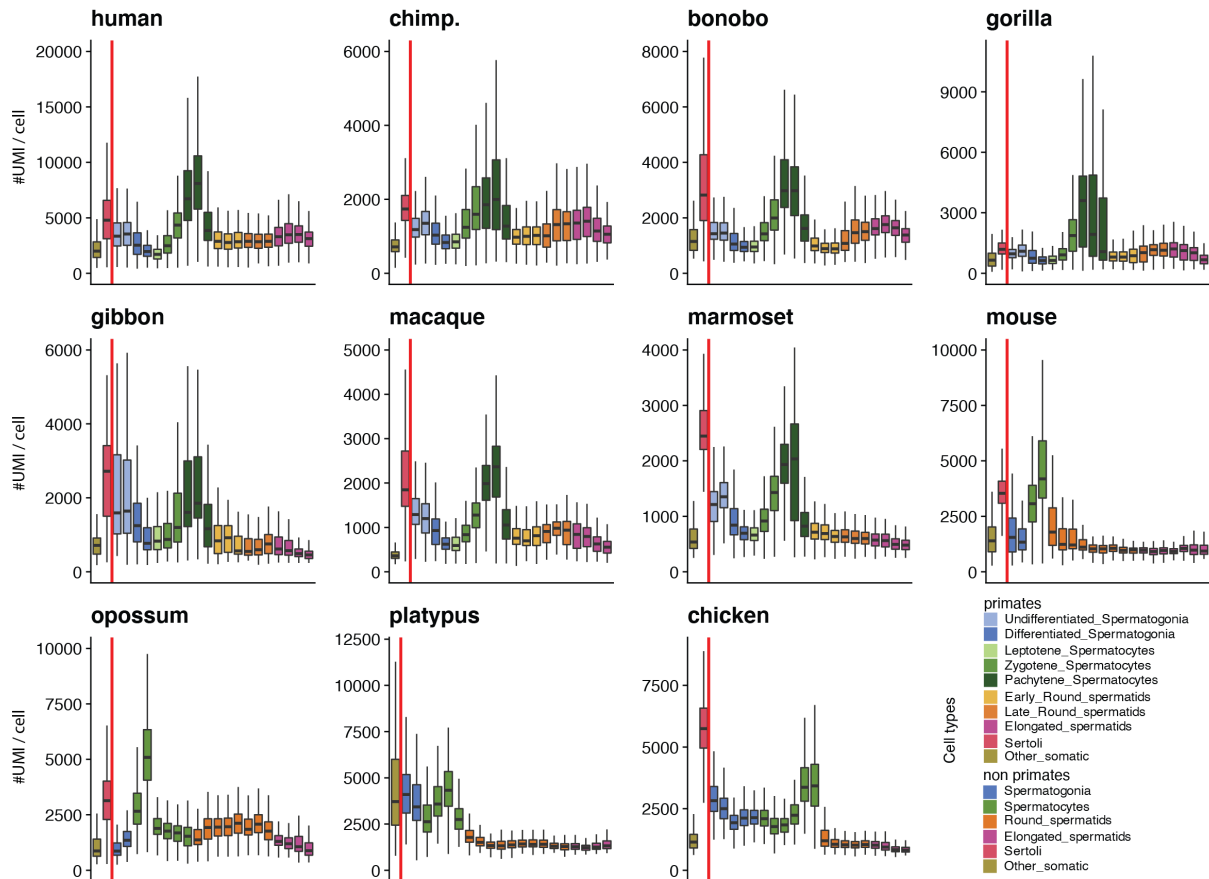 human
chimp.
bonobo
gorilla
#UMI / cell
20000
15000
10000
5000
0
6000
4000
2000
0
8000
6000
4000
2000
0
9000
6000
3000
0
gibbon
macaque
marmoset
mouse
#UMI / cell
6000
4000
2000
0
5000
4000
3000
2000
1000
0
4000
3000
2000
1000
0
10000
7500
5000
2500
0
opossum
platypus
chicken
#UMI / cell
10000
7500
5000
2500
0
12500
10000
7500
5000
2500
0
7500
5000
2500
0
Cell types
primates
Undifferentiated_Spermatogonia
Differentiated_Spermatogonia
Leptotene_Spermatocytes
Zygotene_Spermatocytes
Pachytene_Spermatocytes
Early_Round_spermatids
Late_Round_spermatids
Elongated_spermatids
Sertoli
Other_somatic
non primates
Spermatogonia
Spermatocytes
Round_spermatids
Elongated_spermatids
Sertoli
Other_somatic